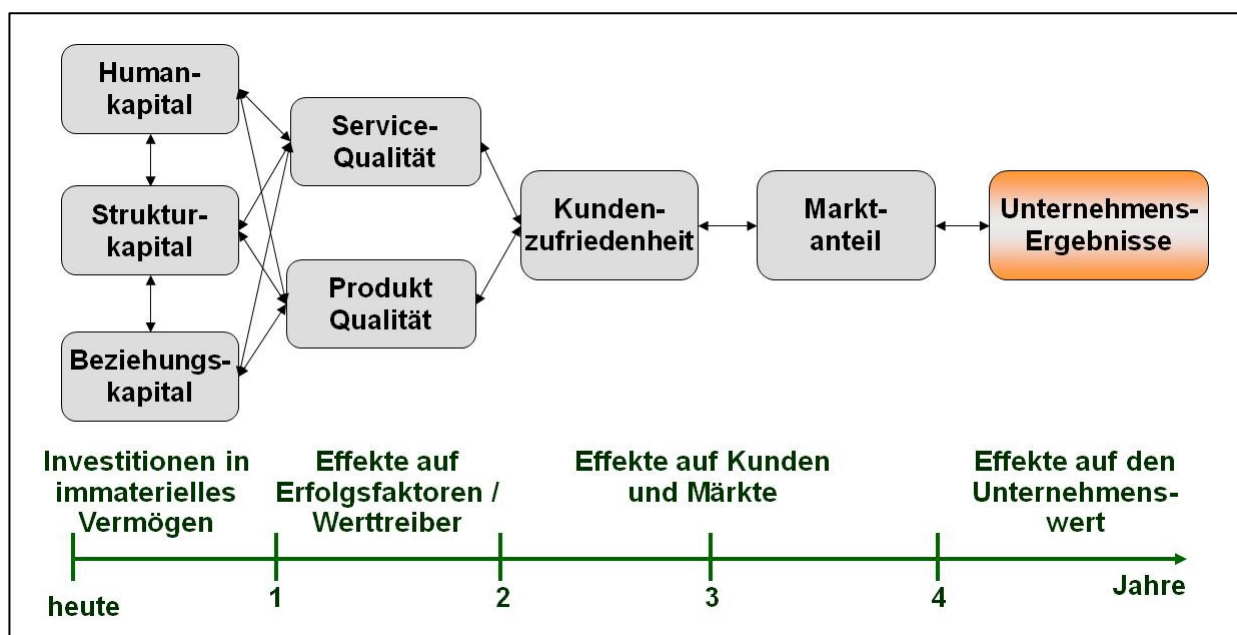 Human-
kapital
Struktur-
kapital
Beziehungs-
kapital
Service-
Qualität
Produkt
Qualität
Kunden-
zufriedenheit
Markt-
anteil
Unternehmens-
Ergebnisse
Investitionen in
immaterielles
Vermögen
Effekte auf
Erfolgsfaktoren /
Werttreiber
Effekte auf Kunden
und Märkte
Effekte auf den
Unternehmens-
wert
heute
1
2
3
4
Jahre